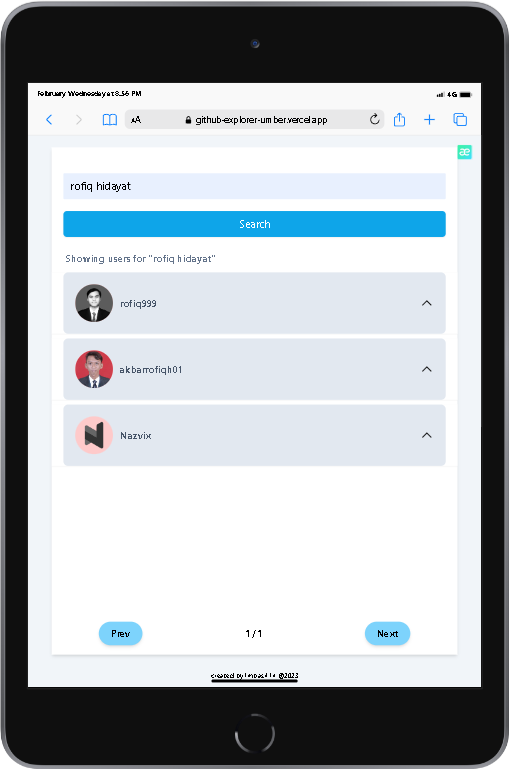 February Wednesday at 8.56 PM
4G
AA
github-explorer-umber.vercel.app
æ
rofiq hidayat
Search
Showing users for "rofiq hidayat"
rofiq999
akbarrofiqh01
Nazvix
Prev
1 / 1
Next
created by @2023